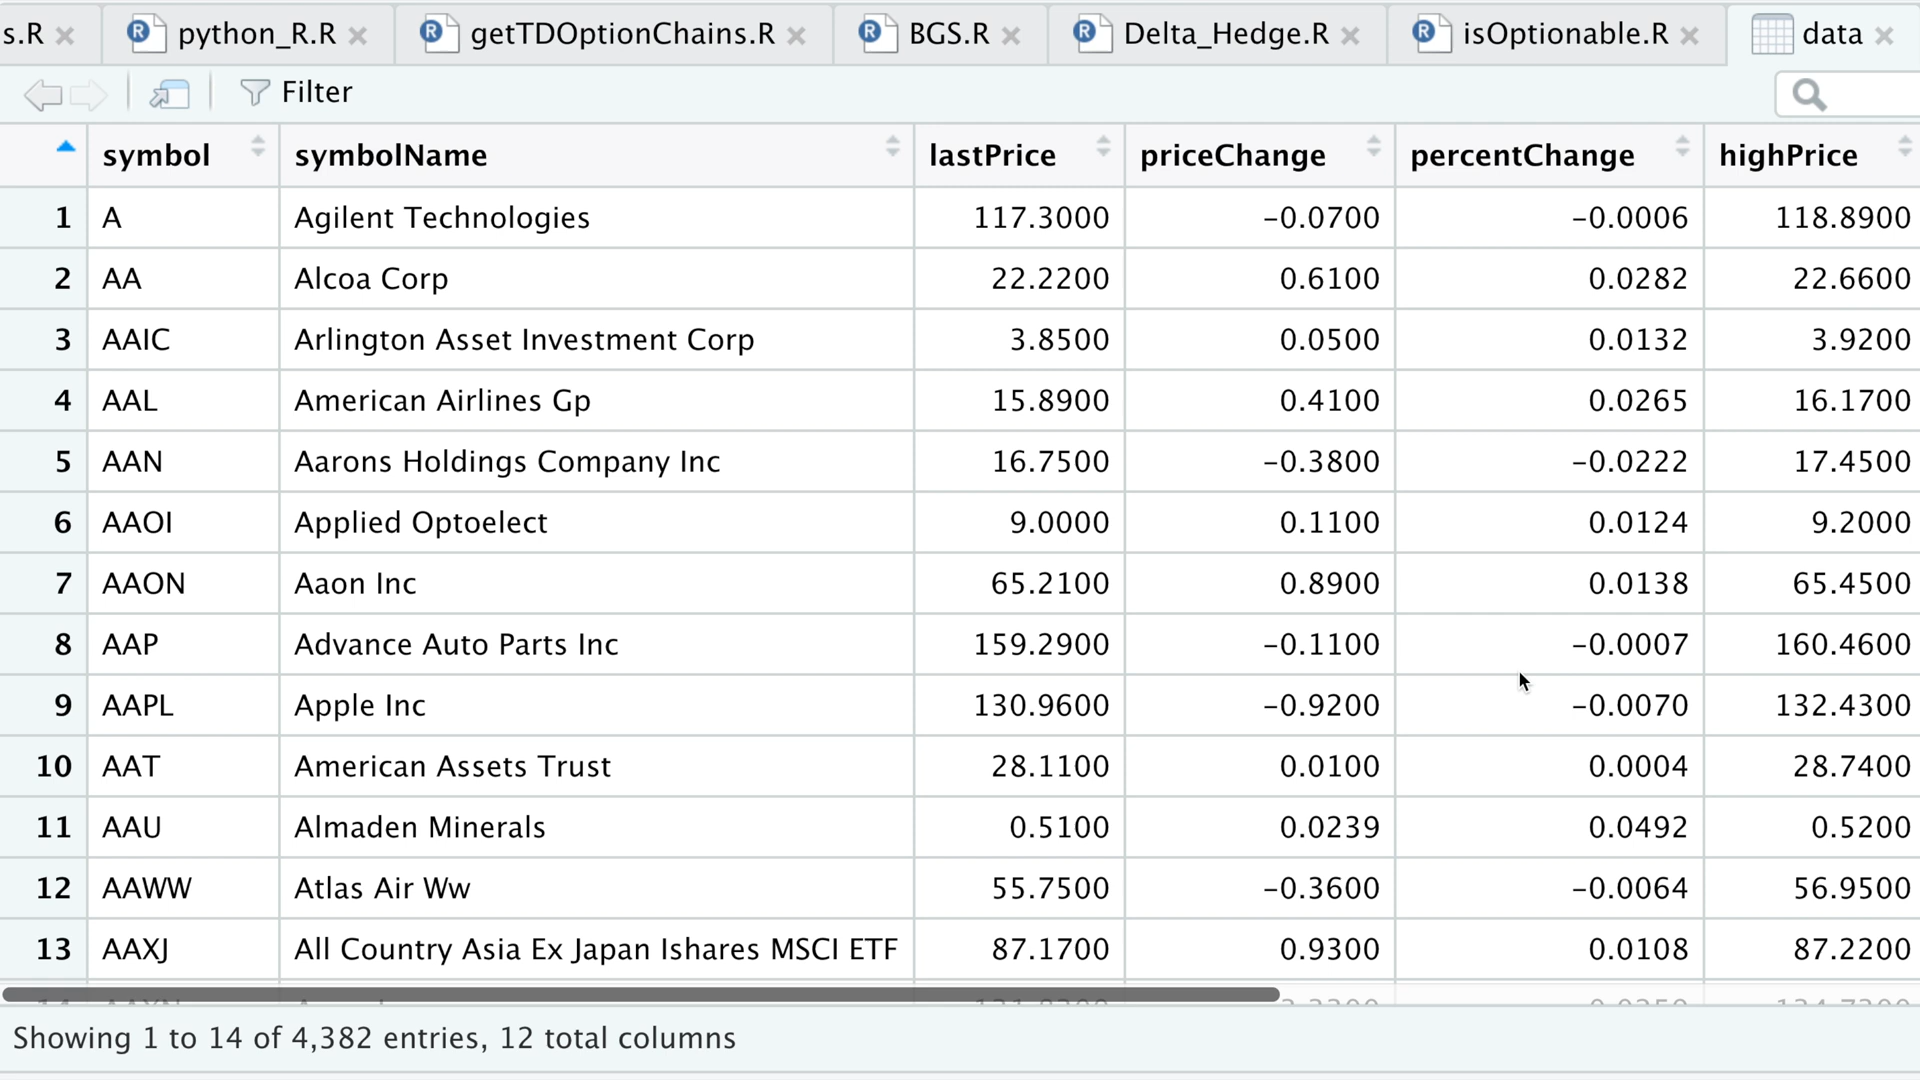 s.R python_R.R getTDOptionChains.R BGS.R Delta_Hedge.R isOptionable.R data
Filter
symbol symbolName lastPrice priceChange percentChange highPrice
1 A Agilent Technologies 117.3000 -0.0700 -0.0006 118.8900
2 AA Alcoa Corp 22.2200 0.6100 0.0282 22.6600
3 AAIC Arlington Asset Investment Corp 3.8500 0.0500 0.0132 3.9200
4 AAL American Airlines Gp 15.8900 0.4100 0.0265 16.1700
5 AAN Aarons Holdings Company Inc 16.7500 -0.3800 -0.0222 17.4500
6 AAOI Applied Optoelect 9.0000 0.1100 0.0124 9.2000
7 AAON Aaon Inc 65.2100 0.8900 0.0138 65.4500
8 AAP Advance Auto Parts Inc 159.2900 -0.1100 -0.0007 160.4600
9 AAPL Apple Inc 130.9600 -0.9200 -0.0070 132.4300
10 AAT American Assets Trust 28.1100 0.0100 0.0004 28.7400
11 AAU Almaden Minerals 0.5100 0.0239 0.0492 0.5200
12 AAWW Atlas Air Ww 55.7500 -0.3600 -0.0064 56.9500
13 AAXJ All Country Asia Ex Japan Ishares MSCI ETF 87.1700 0.9300 0.0108 87.2200
Showing 1 to 14 of 4,382 entries, 12 total columns